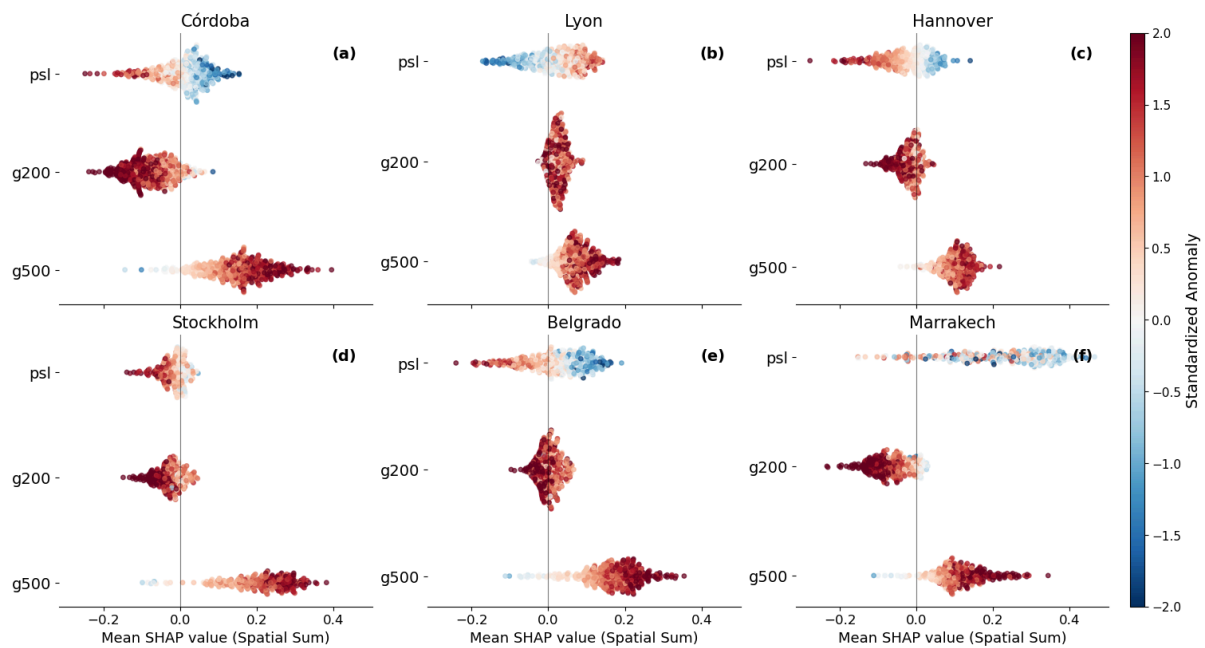 Córdoba
Lyon
Hannover
(a)
(b)
(c)
psl
psl
psl
g200
g200
g200
g500
g500
g500
Stockholm
Belgrado
Marrakech
(d)
(e)
(f)
psl
psl
psl
g200
g200
g200
g500
g500
g500
−0.2 0.0 0.2 0.4
−0.2 0.0 0.2 0.4
−0.2 0.0 0.2 0.4
Mean SHAP value (Spatial Sum)
Mean SHAP value (Spatial Sum)
Mean SHAP value (Spatial Sum)
2.0
1.5
1.0
0.5
0.0
−0.5
−1.0
−1.5
−2.0
Standardized Anomaly